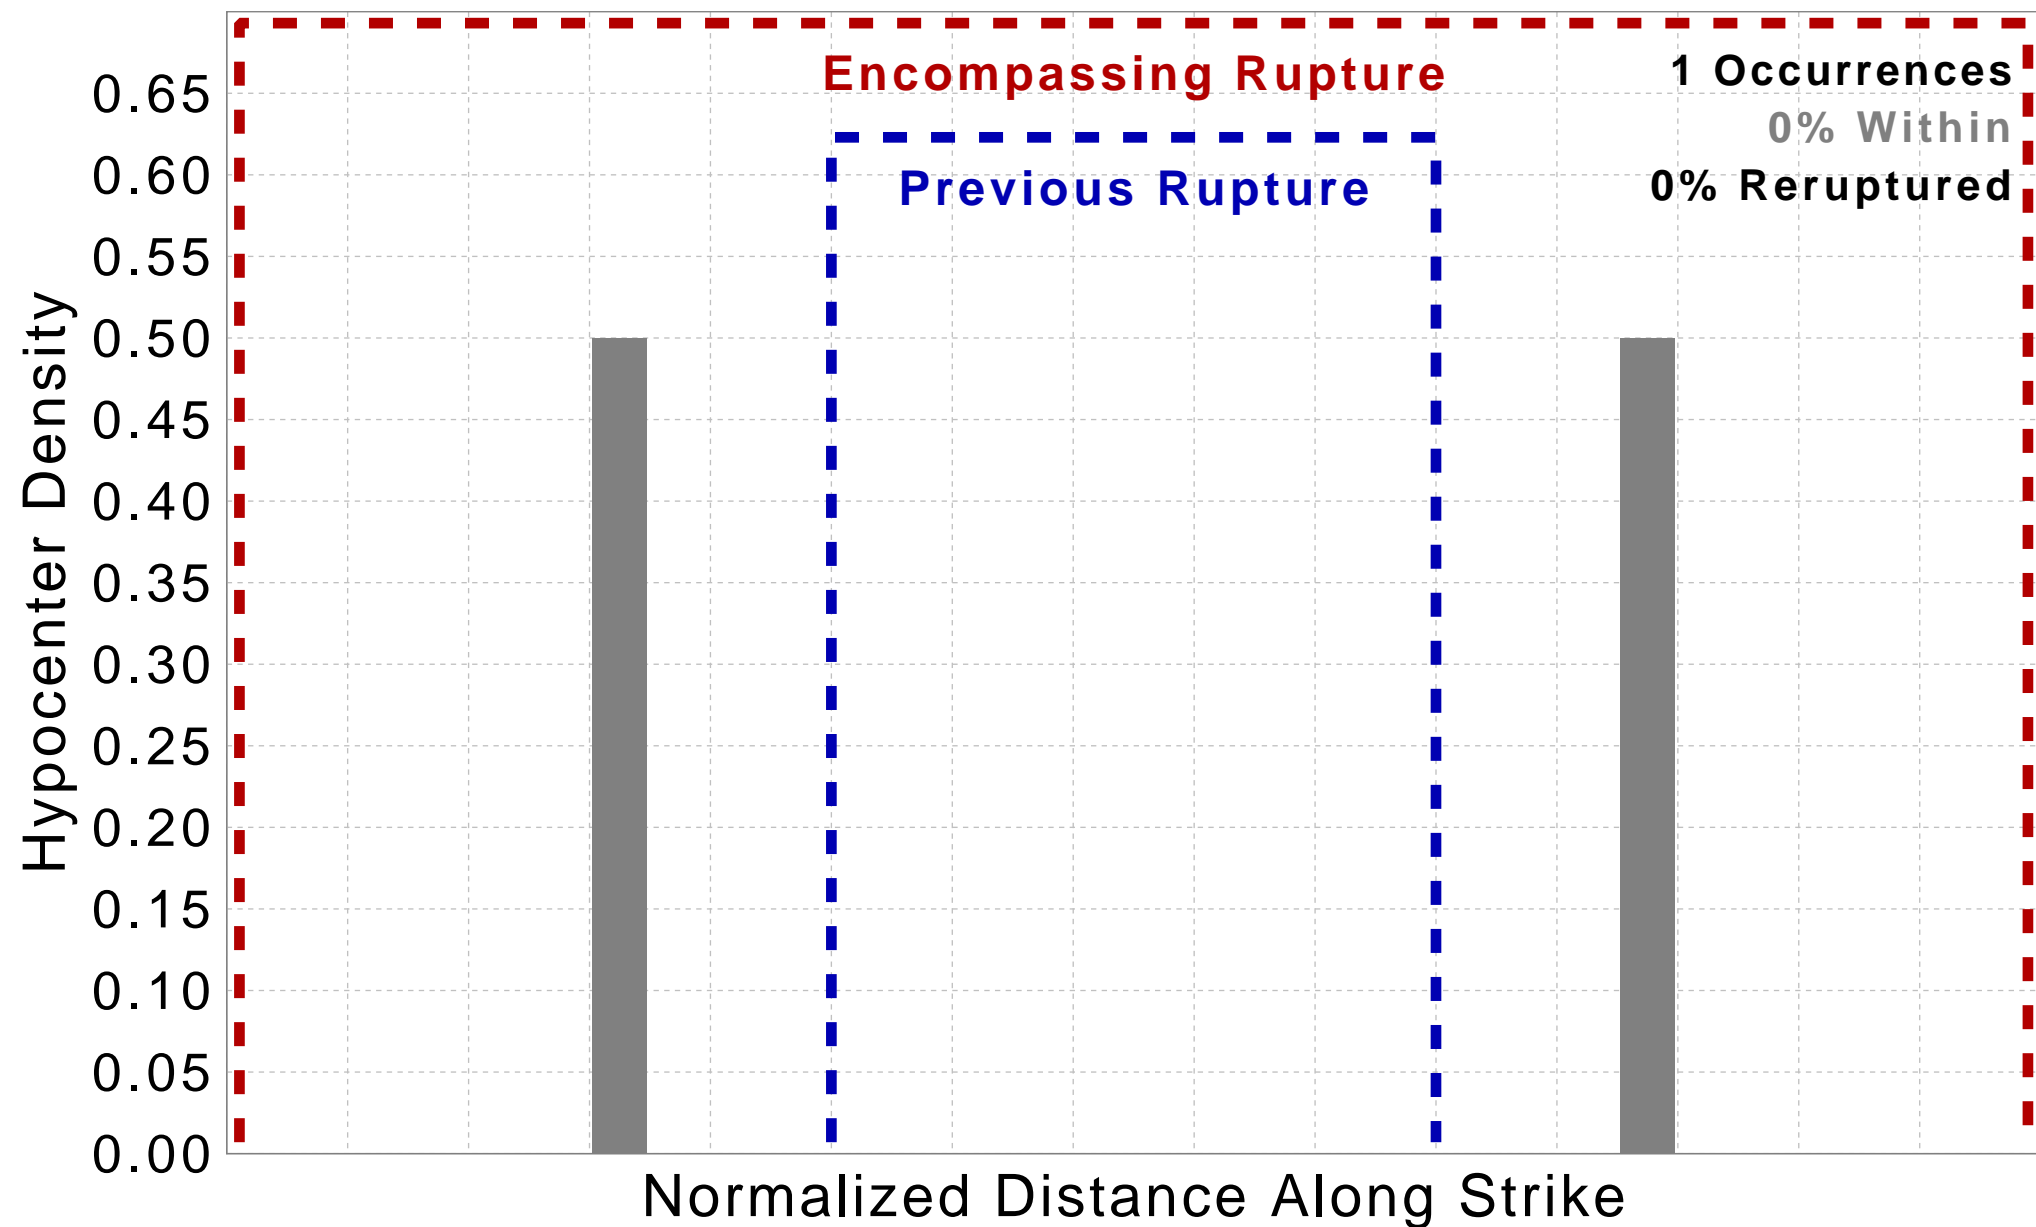 Encompassing Rupture
1 Occurrences
0% Within
Previous Rupture
0% Reruptured
Hypocenter Density
0.65
0.60
0.55
0.50
0.45
0.40
0.35
0.30
0.25
0.20
0.15
0.10
0.05
0.00
Normalized Distance Along Strike